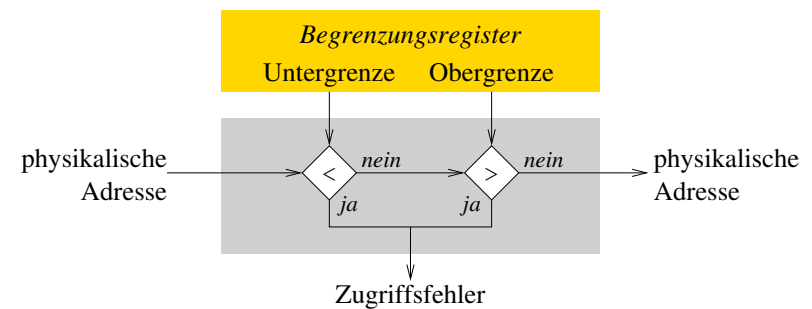 Begrenzungsregister
Untergrenze Obergrenze
physikalische
Adresse
< nein
ja
> nein
ja
physikalische
Adresse
Zugriffsfehler